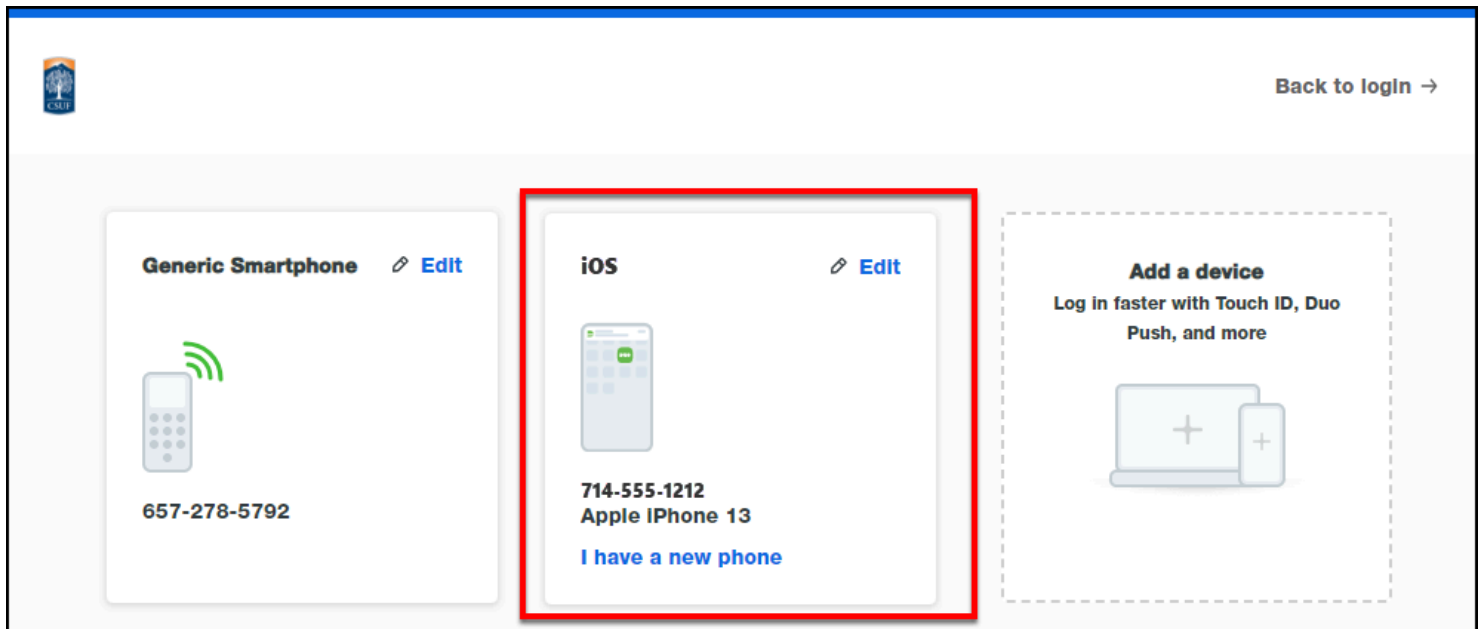 CSUF
Back to login →
Generic Smartphone
Edit
657-278-5792
iOS
Edit
714-555-1212
Apple iPhone 13
I have a new phone
Add a device
Log in faster with Touch ID, Duo
Push, and more